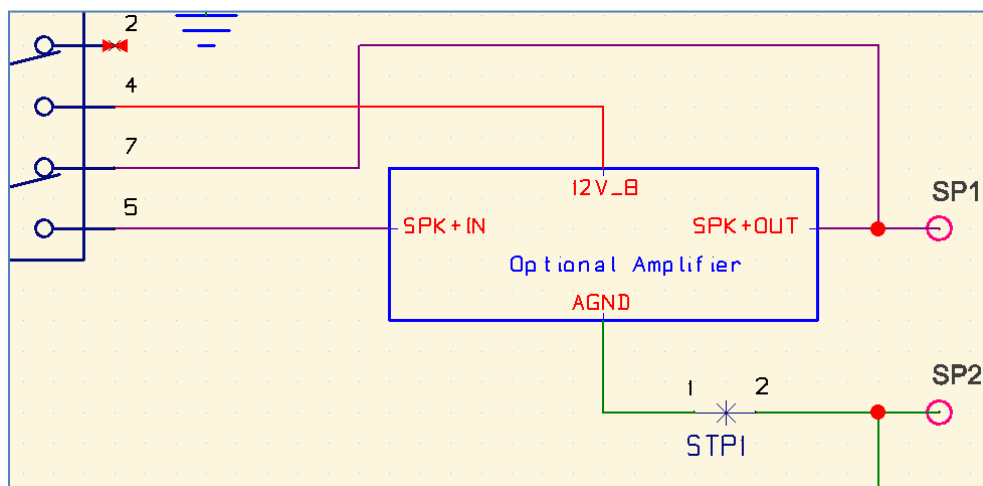 2
4
7
12V_B
SP1
5
SPK+IN
SPK+OUT
Optional Amplifier
AGND
SP2
1
2
STP1